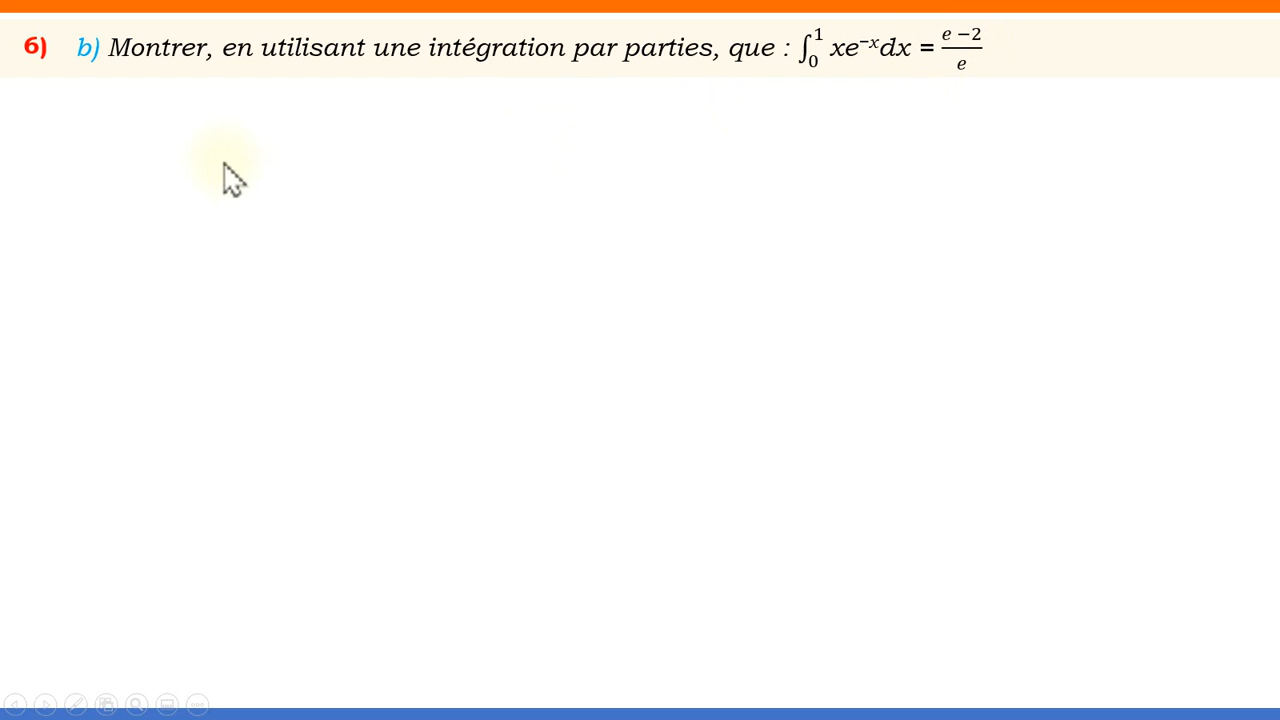 6) b) Montrer, en utilisant une intégration par parties, que : ∫₀¹ xe⁻ˣdx = (e −2)/e